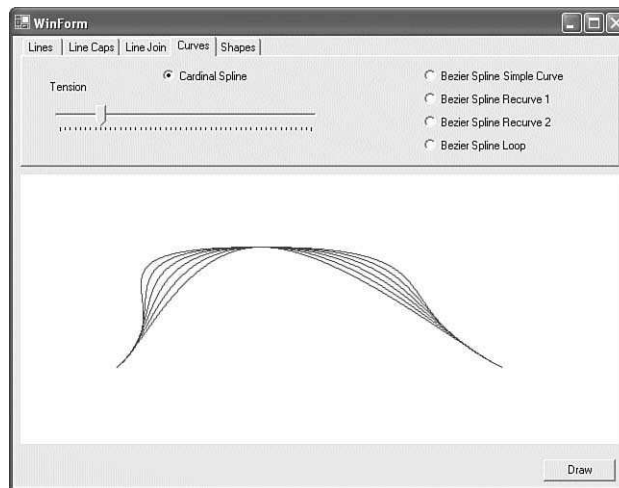 WinForm
Lines Line Caps Line Join Curves Shapes
Cardinal Spline
Tension
Bezier Spline Simple Curve
Bezier Spline Recurve 1
Bezier Spline Recurve 2
Bezier Spline Loop
Draw